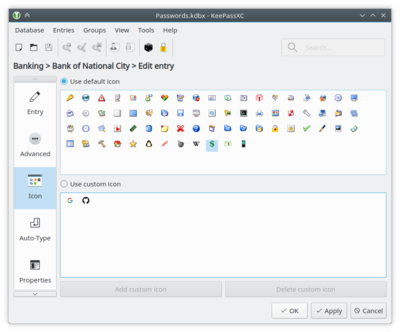 Passwords.kdbx - KeePassXC
Database Entries Groups View Tools Help
Search...
Banking > Bank of National City > Edit entry
Entry
Advanced
Icon
Auto-Type
Properties
Use default icon
Use custom icon
Add custom icon Delete custom icon
OK Apply Cancel